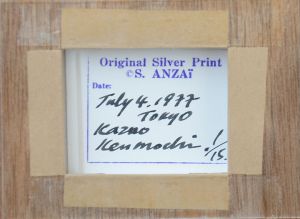 Original Silver Print
©S. ANZAÏ
Date:
July 4. 1977
Tokyo
Kazuo
Kenmochi 1/15.